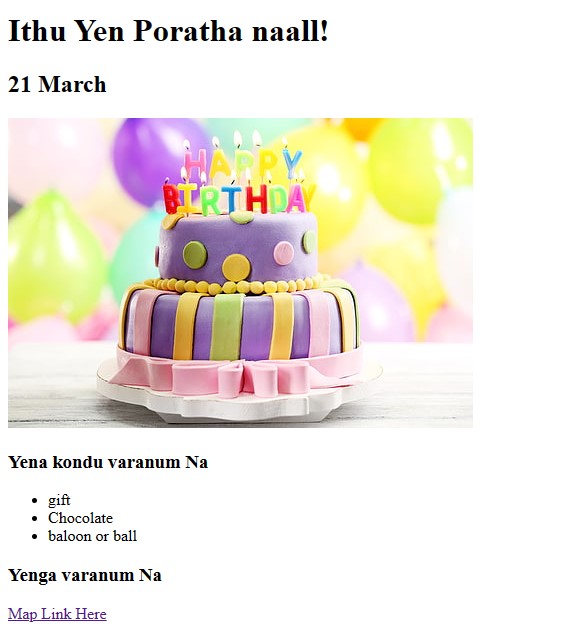 Ithu Yen Poratha naall!
21 March
HAPPY
BIRTHDAY
Yena kondu varanum Na
gift
Chocolate
baloon or ball
Yenga varanum Na
Map Link Here